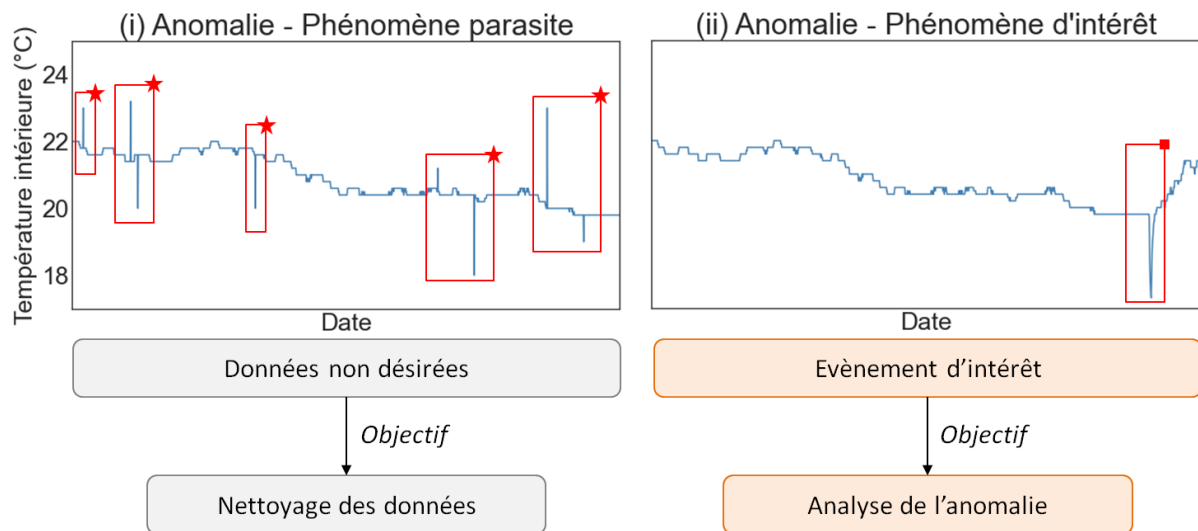 (i) Anomalie - Phénomène parasite
(ii) Anomalie - Phénomène d'intérêt
Température intérieure (°C)
24
22
20
18
Date
Date
Données non désirées
Evènement d’intérêt
Objectif
Objectif
Nettoyage des données
Analyse de l’anomalie